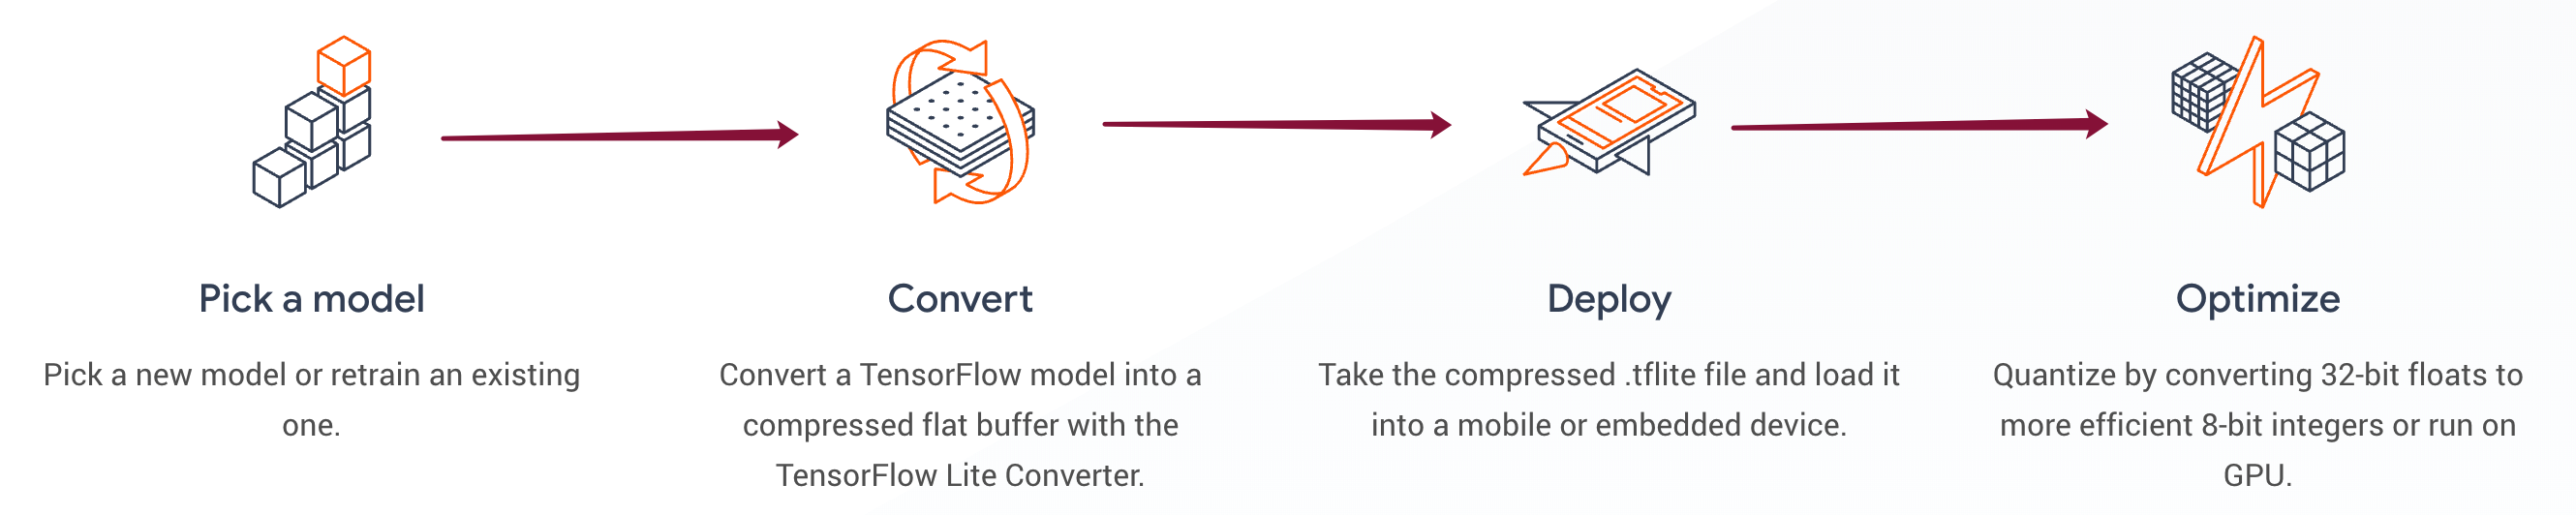 Pick a model
Pick a new model or retrain an existing
one.
Convert
Convert a TensorFlow model into a
compressed flat buffer with the
TensorFlow Lite Converter.
Deploy
Take the compressed .tflite file and load it
into a mobile or embedded device.
Optimize
Quantize by converting 32-bit floats to
more efficient 8-bit integers or run on
GPU.